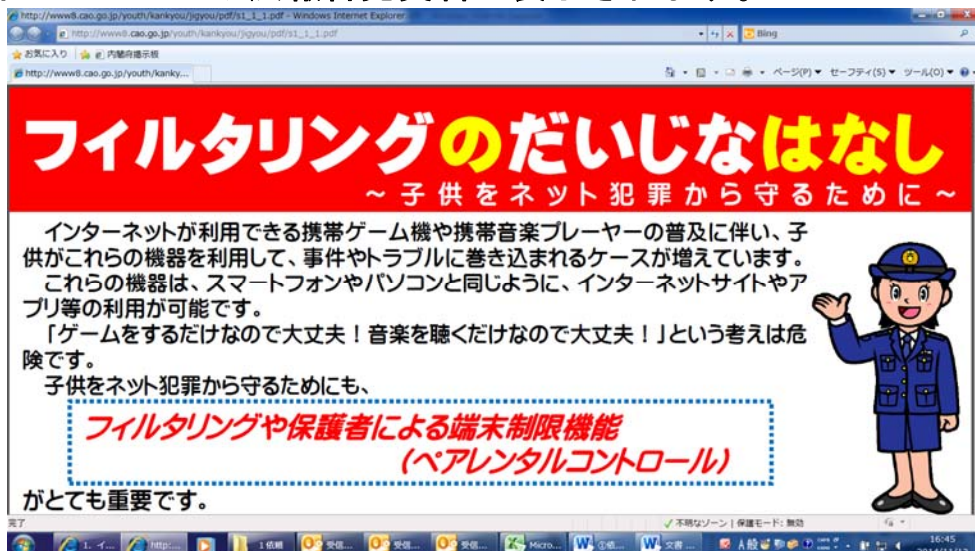 http://www8.cao.go.jp/youth/kankyou/jigyou/pdf/s1_1_1.pdf - Windows Internet Explorer
http://www8.cao.go.jp/youth/kankyou/jigyou/pdf/s1_1_1.pdf
Bing
お気に入り 内閣府掲示板
http://www8.cao.go.jp/youth/kanky...
ページ(P) セーフティ(S) ツール(O)
フィルタリングのだいじなはなし
～子供をネット犯罪から守るために～
インターネットが利用できる携帯ゲーム機や携帯音楽プレーヤーの普及に伴い、子
供がこれらの機器を利用して、事件やトラブルに巻き込まれるケースが増えています。
これらの機器は、スマートフォンやパソコンと同じように、インターネットサイトやア
プリ等の利用が可能です。
「ゲームをするだけなので大丈夫！音楽を聴くだけなので大丈夫！」という考えは危
険です。
子供をネット犯罪から守るためにも、
フィルタリングや保護者による端末制限機能
（ペアレンタルコントロール）
がとても重要です。
完了
不明なゾーン | 保護モード: 無効
1. イ... http:... 1 依頼 受信... 受信... 受信... Micro... 文書 ...
A 般
16:45